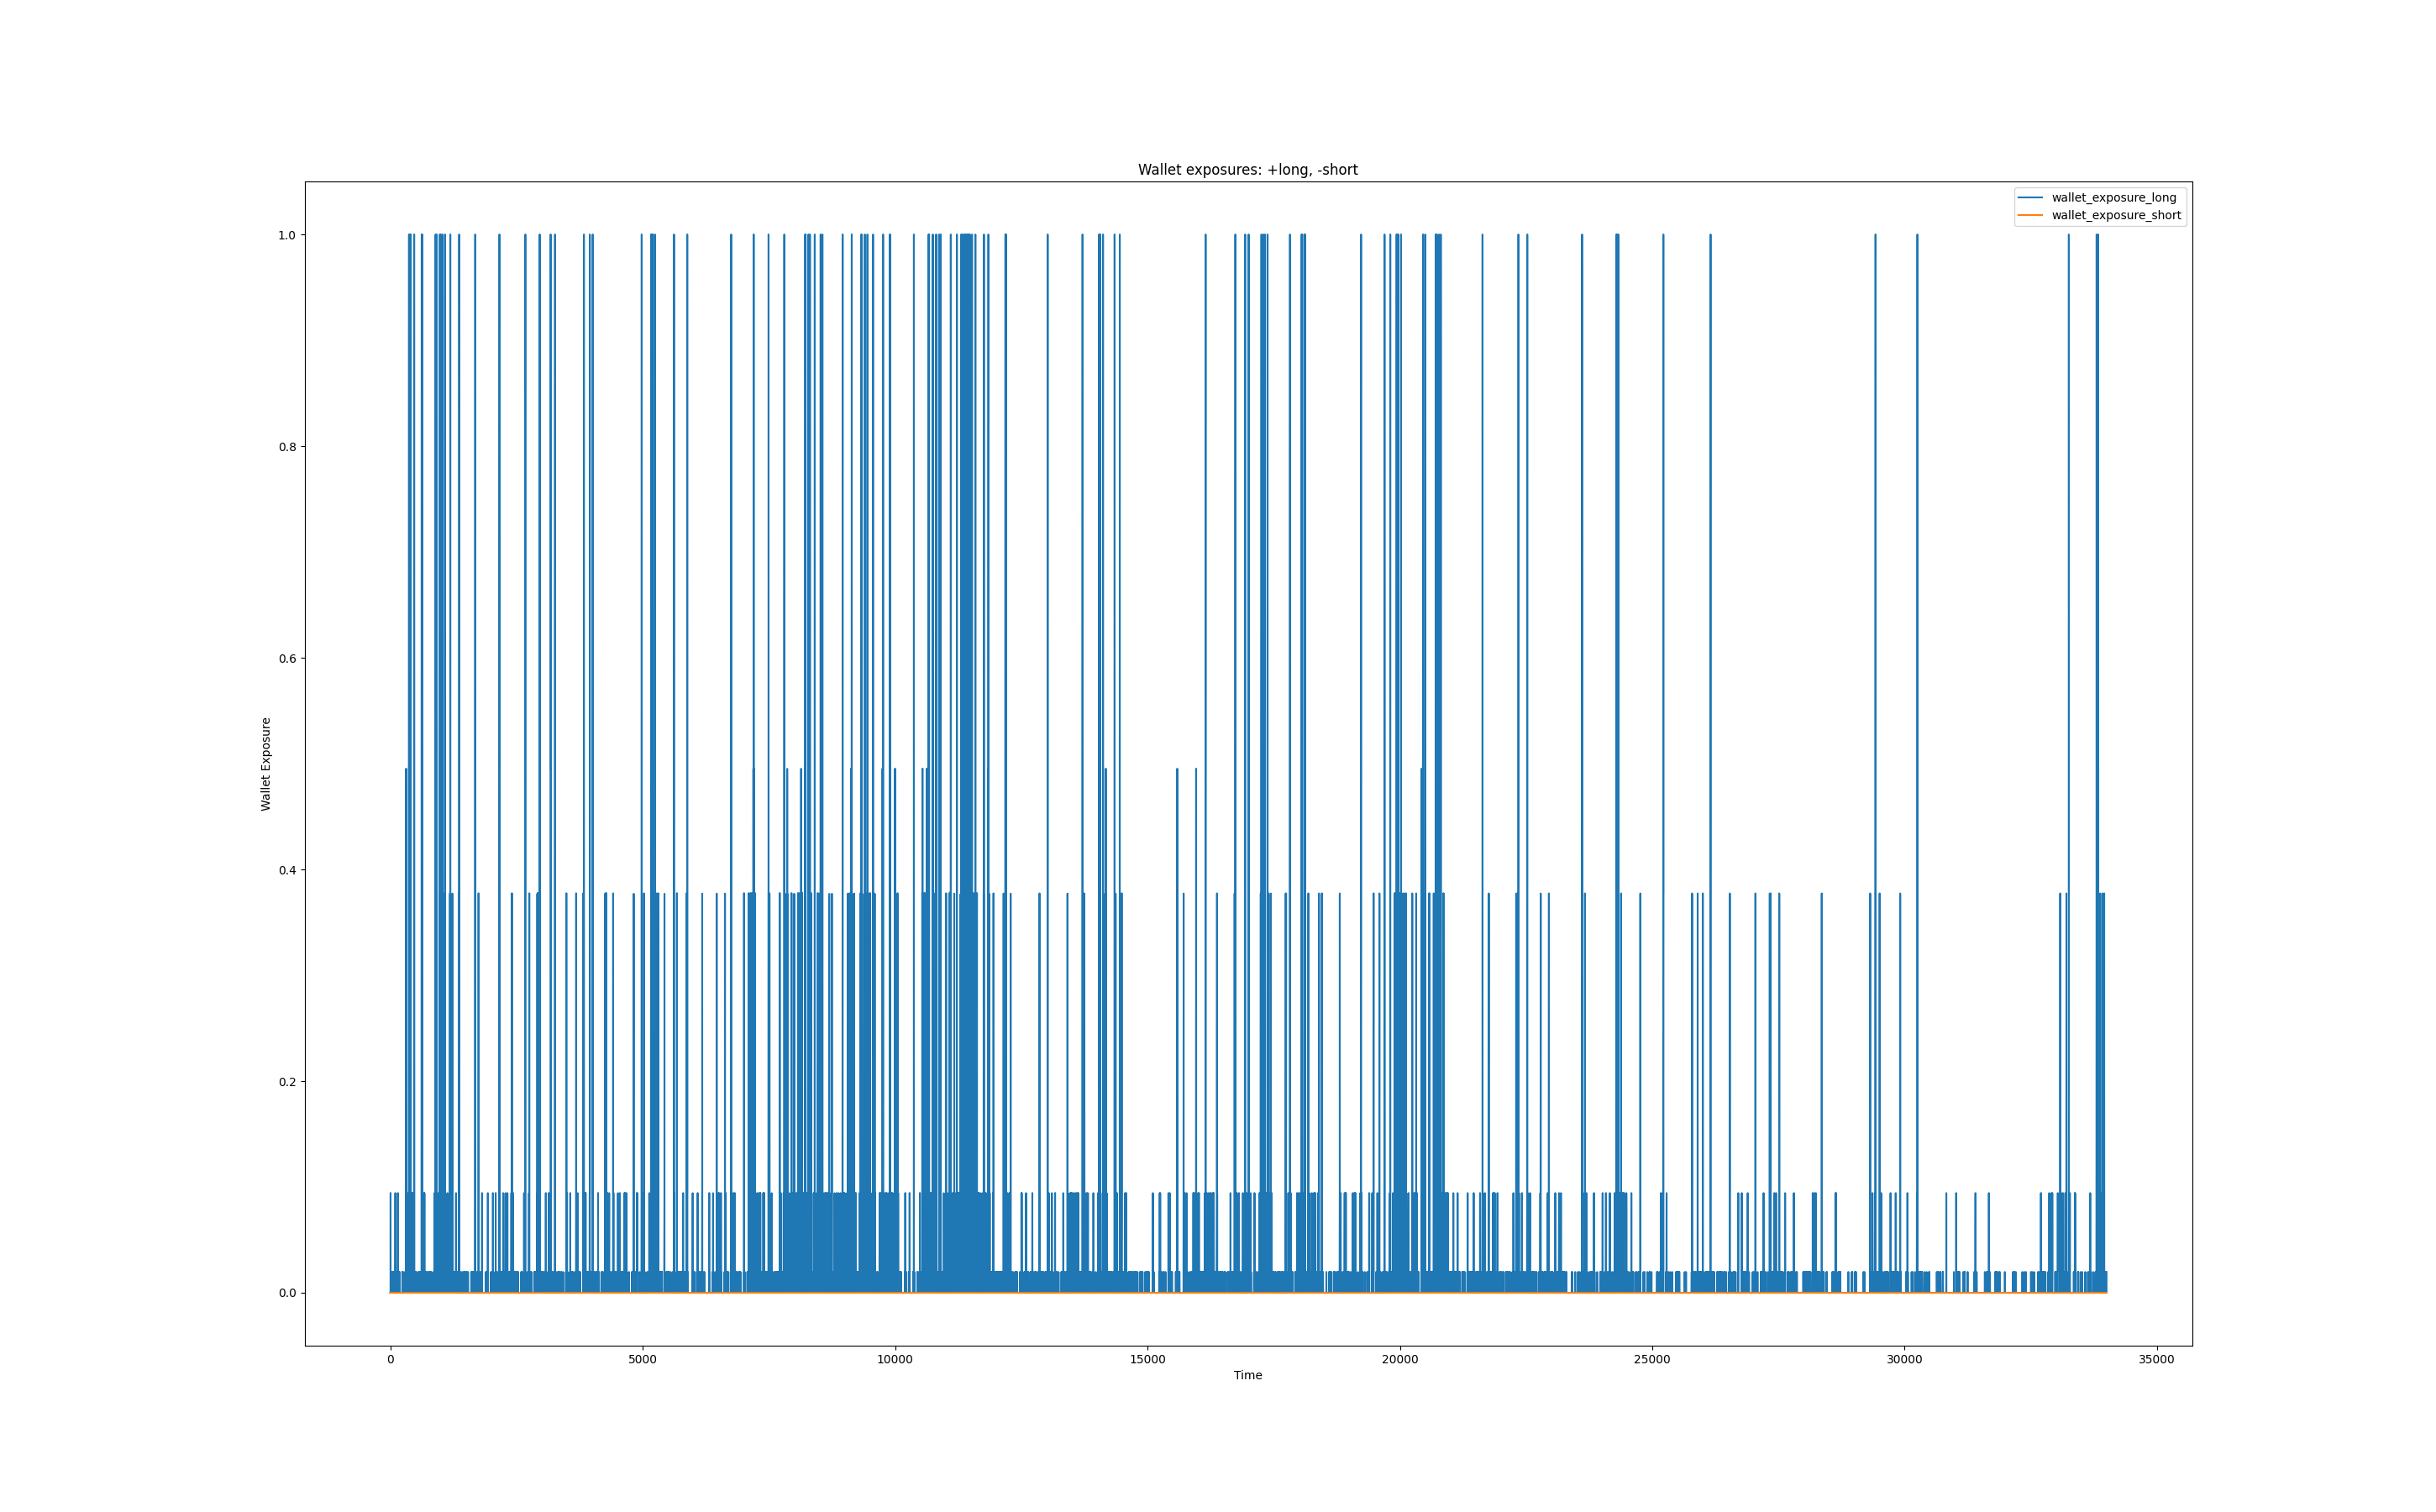 Wallet exposures: +long, -short
wallet_exposure_long
wallet_exposure_short
1.0
0.8
0.6
0.4
0.2
0.0
Wallet Exposure
0 5000 10000 15000 20000 25000 30000 35000
Time